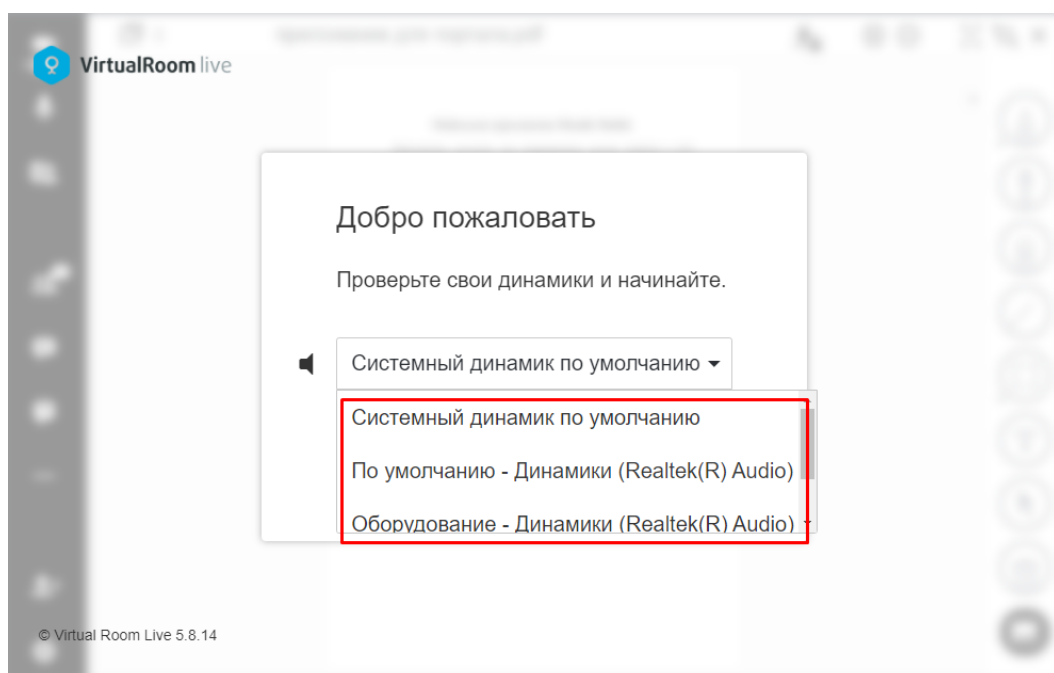 VirtualRoom live
Добро пожаловать
Проверьте свои динамики и начинайте.
Системный динамик по умолчанию
Системный динамик по умолчанию
По умолчанию - Динамики (Realtek(R) Audio)
Оборудование - Динамики (Realtek(R) Audio)
© Virtual Room Live 5.8.14